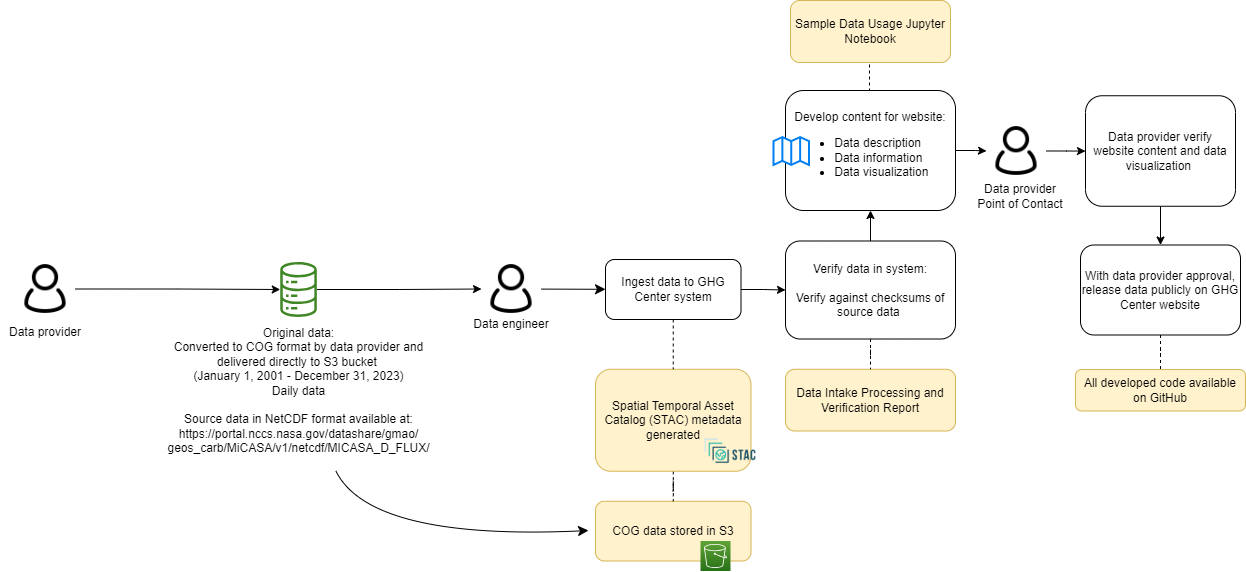 Sample Data Usage Jupyter
Notebook
Develop content for website:
Data description
Data information
Data visualization
Data provider
Point of Contact
Data provider verify
website content and data
visualization
Data provider
Original data:
Converted to COG format by data provider and
delivered directly to S3 bucket
(January 1, 2001 - December 31, 2023)
Daily data
Source data in NetCDF format available at:
https://portal.nccs.nasa.gov/datashare/gmao/
geos_carb/MiCASA/v1/netcdf/MICASA_D_FLUX/
Data engineer
Ingest data to GHG
Center system
Verify data in system:
Verify against checksums of
source data
With data provider approval,
release data publicly on GHG
Center website
Spatial Temporal Asset
Catalog (STAC) metadata
generated
STAC
Data Intake Processing and
Verification Report
All developed code available
on GitHub
COG data stored in S3